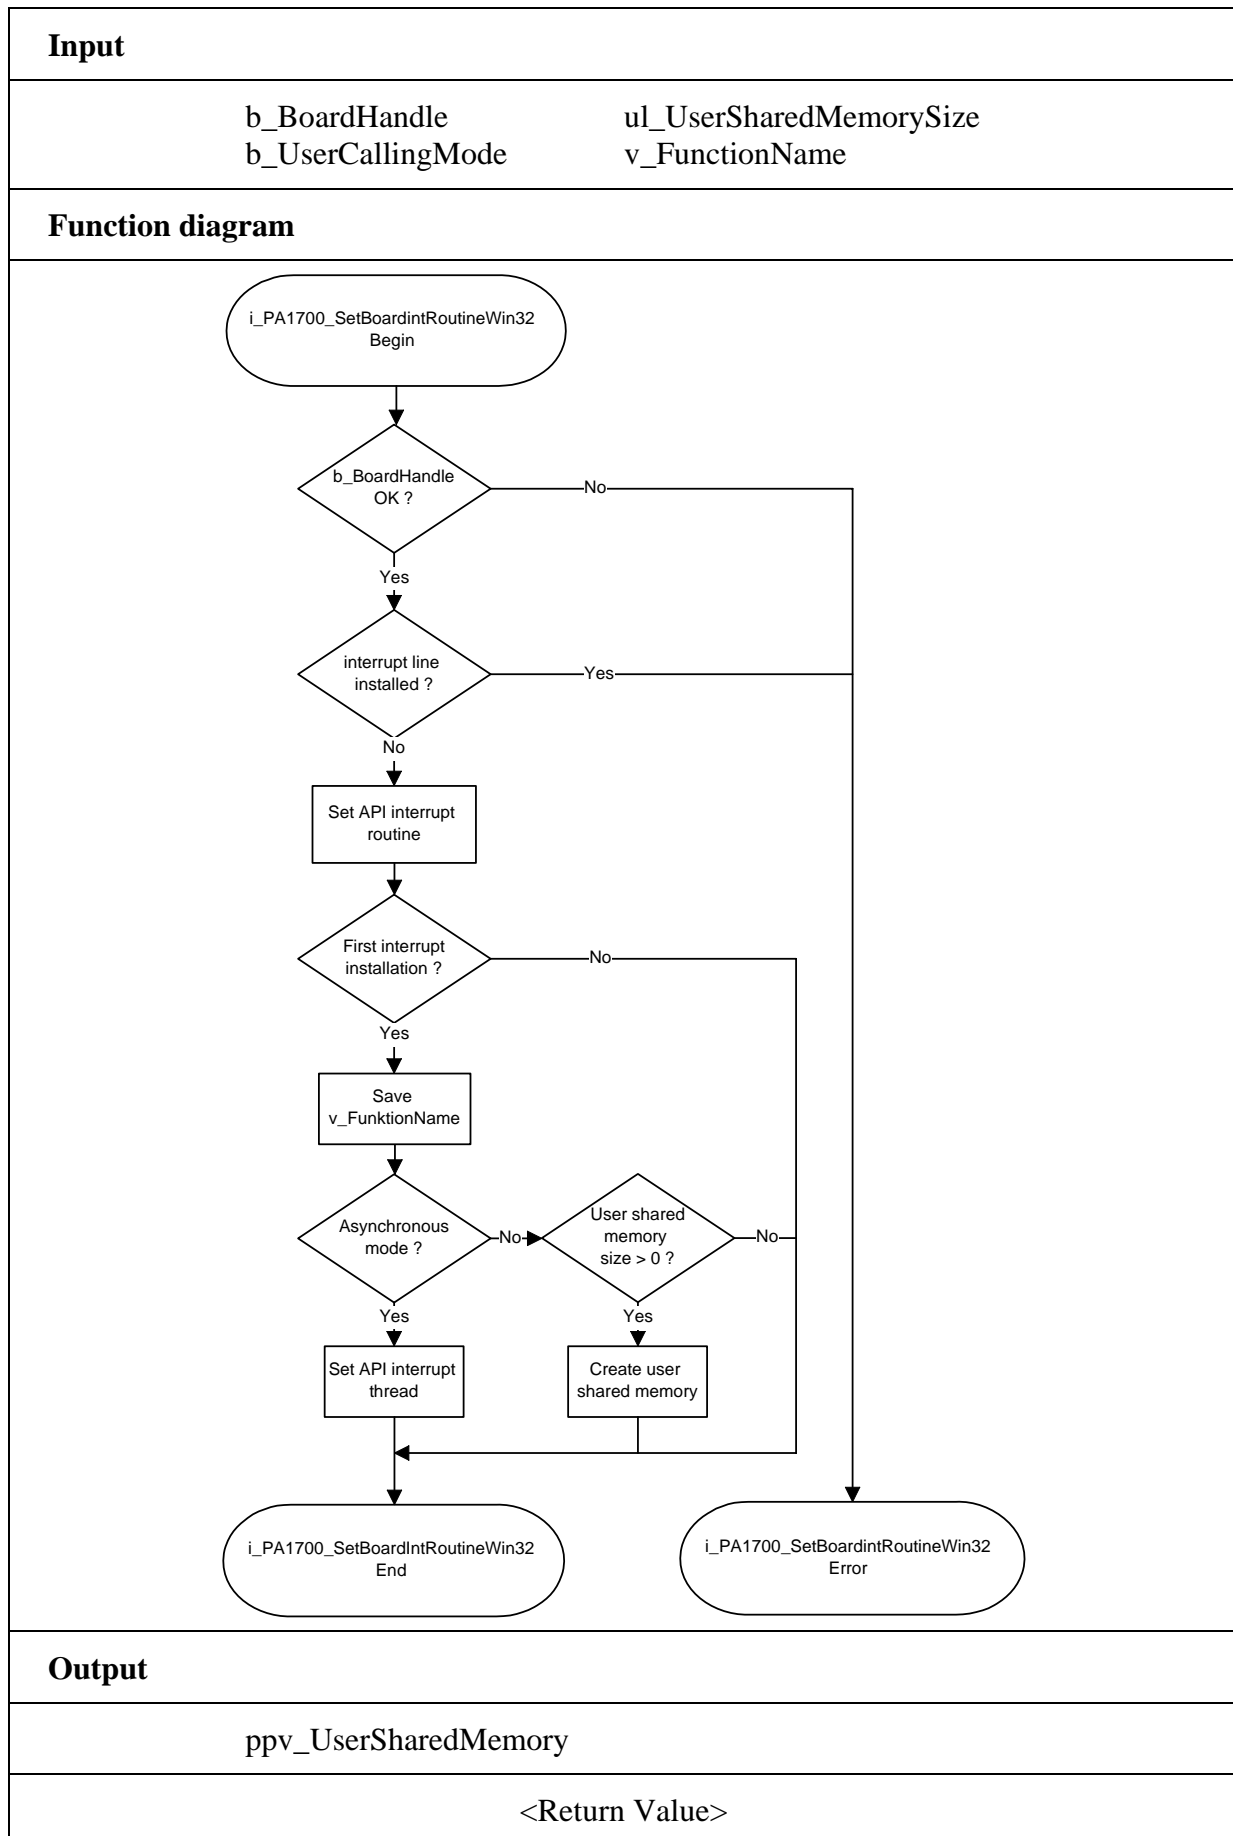 Input
b_BoardHandle ul_UserSharedMemorySize
b_UserCallingMode v_FunctionName
Function diagram
i_PA1700_SetBoardintRoutineWin32
Begin
b_BoardHandle
OK ?
No
Yes
interrupt line
installed ?
Yes
No
Set API interrupt
routine
First interrupt
installation ?
No
Yes
Save
v_FunktionName
Asynchronous
mode ?
No
User shared
memory
size > 0 ?
No
Yes
Yes
Set API interrupt
thread
Create user
shared memory
i_PA1700_SetBoardIntRoutineWin32
End
i_PA1700_SetBoardintRoutineWin32
Error
Output
ppv_UserSharedMemory
<Return Value>